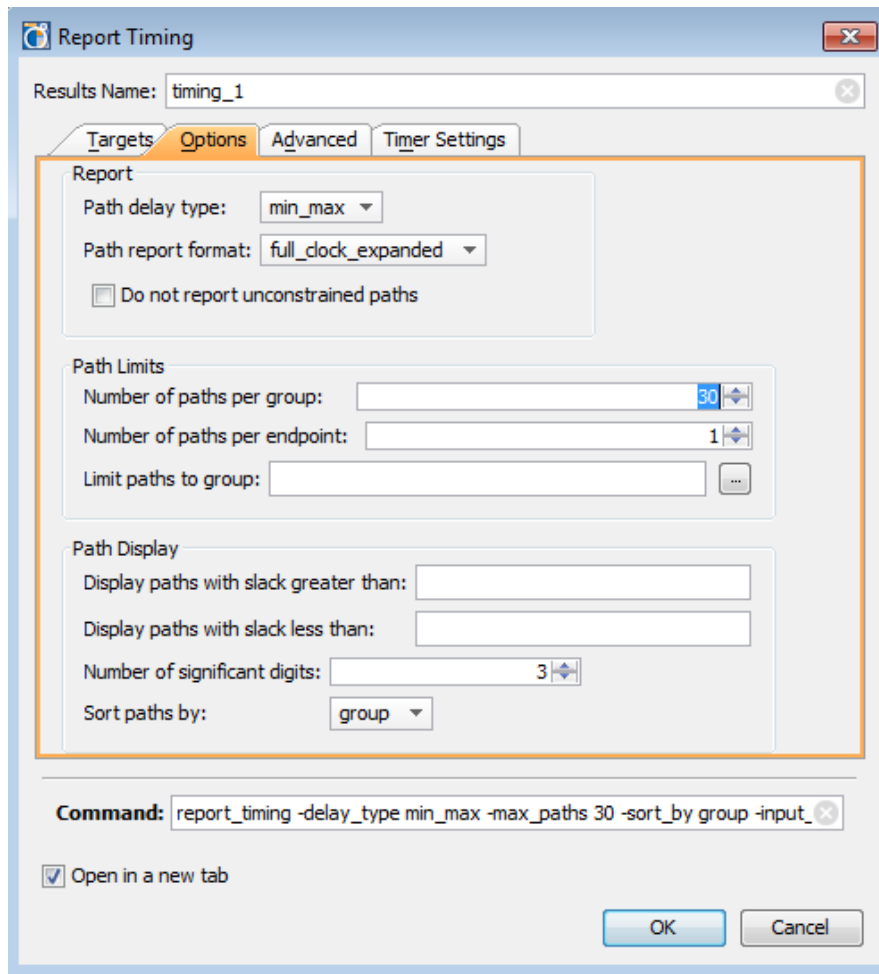 Report Timing
Results Name: timing_1
Targets Options Advanced Timer Settings
Report
Path delay type: min_max
Path report format: full_clock_expanded
Do not report unconstrained paths
Path Limits
Number of paths per group: 30
Number of paths per endpoint: 1
Limit paths to group: ...
Path Display
Display paths with slack greater than:
Display paths with slack less than:
Number of significant digits: 3
Sort paths by: group
Command: report_timing -delay_type min_max -max_paths 30 -sort_by group -input_
Open in a new tab
OK Cancel